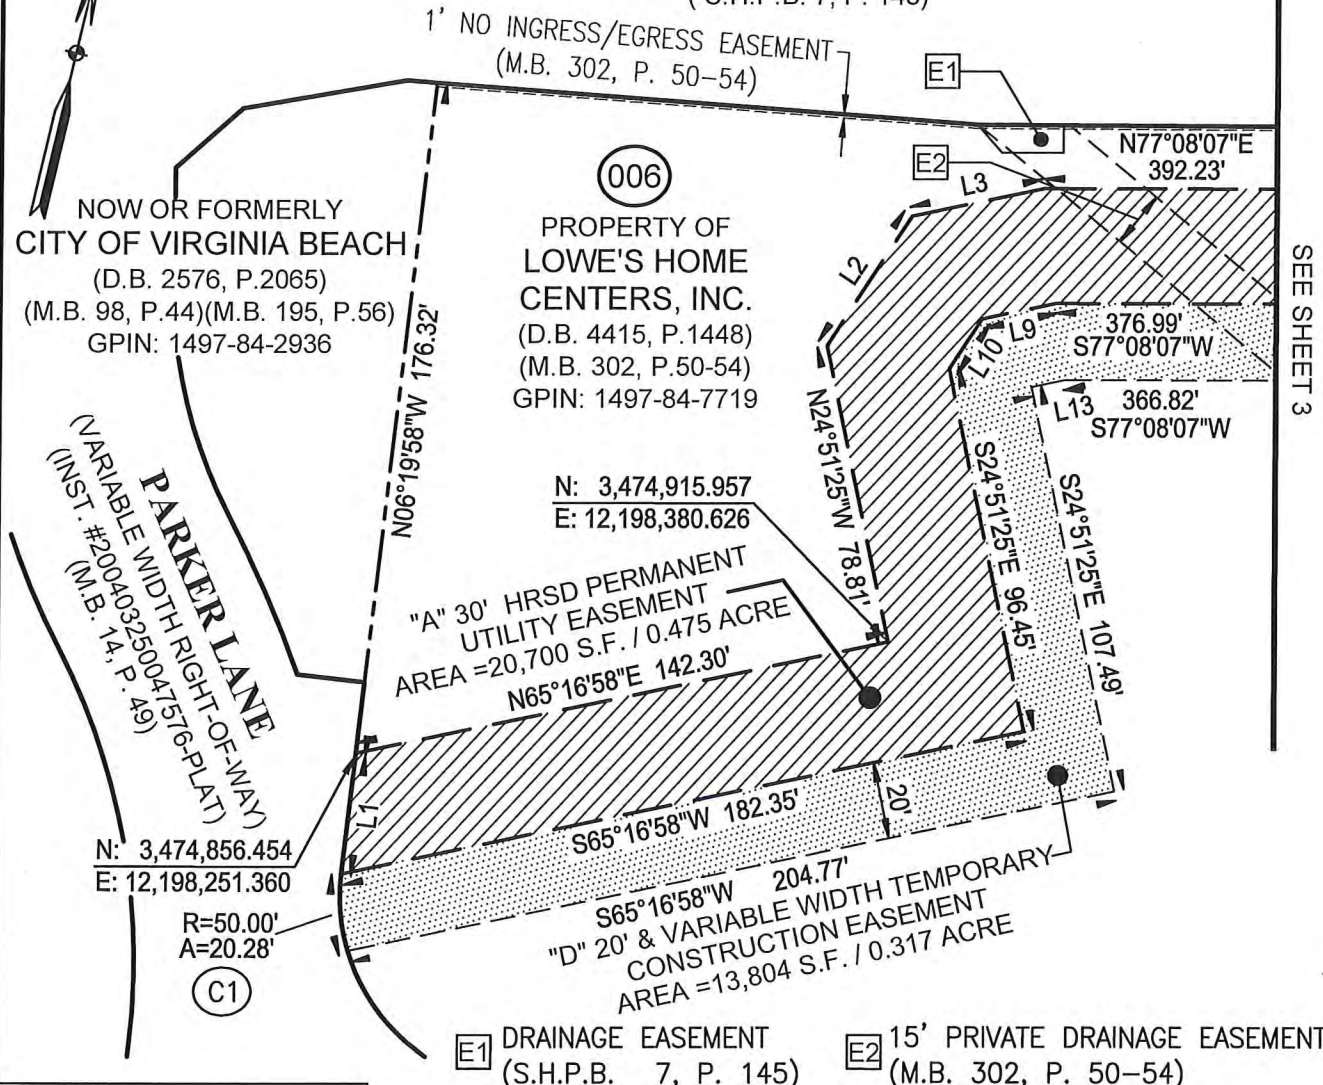 1' NO INGRESS/EGRESS EASEMENT
(M.B. 302, P. 50-54)
E1
N77°08'07"E
392.23'
E2
L3
006
PROPERTY OF
LOWE'S HOME
CENTERS, INC.
(D.B. 4415, P.1448)
(M.B. 302, P.50-54)
GPIN: 1497-84-7719
NOW OR FORMERLY
CITY OF VIRGINIA BEACH
(D.B. 2576, P.2065)
(M.B. 98, P.44)(M.B. 195, P.56)
GPIN: 1497-84-2936
N06°19'58"W 176.32'
L2
L9
L10
376.99'
S77°08'07"W
L13
366.82'
S77°08'07"W
SEE SHEET 3
N24°51'25"W 78.81'
S24°51'25"E 96.45'
S24°51'25"E 107.49'
N: 3,474,915.957
E: 12,198,380.626
PARKER LANE
(VARIABLE WIDTH RIGHT-OF-WAY)
(INST. #200403250047576-PLAT)
(M.B. 14, P. 49)
"A" 30' HRSD PERMANENT
UTILITY EASEMENT
AREA =20,700 S.F. / 0.475 ACRE
N65°16'58"E 142.30'
L1
S65°16'58"W 182.35'
20'
N: 3,474,856.454
E: 12,198,251.360
R=50.00'
A=20.28'
C1
S65°16'58"W 204.77'
"D" 20' & VARIABLE WIDTH TEMPORARY
CONSTRUCTION EASEMENT
AREA =13,804 S.F. / 0.317 ACRE
E1 DRAINAGE EASEMENT
(S.H.P.B. 7, P. 145)
E2 15' PRIVATE DRAINAGE EASEMENT
(M.B. 302, P. 50-54)